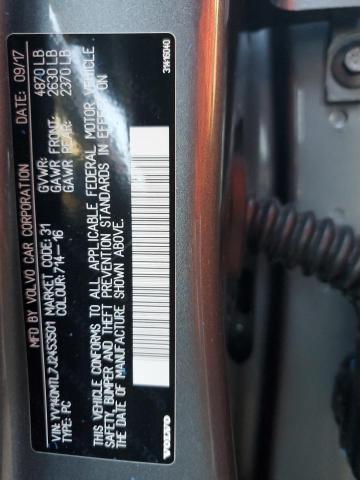 MFD BY VOLVO CAR CORPORATION DATE: 09/17
GVWR: 4870 LB
GAWR FRONT: 2630 LB
GAWR REAR: 2370 LB
VIN: MARKET, CODE: 31
TYPE: PC COLOUR: 714-16
THIS VEHICLE CONFORMS TO ALL APPLICABLE FEDERAL MOTOR VEHICLE
SAFETY, BUMPER AND THEFT PREVENTION STANDARDS IN EFFECT ON
THE DATE OF MANUFACTURE SHOWN ABOVE.
31416040
VOLVO